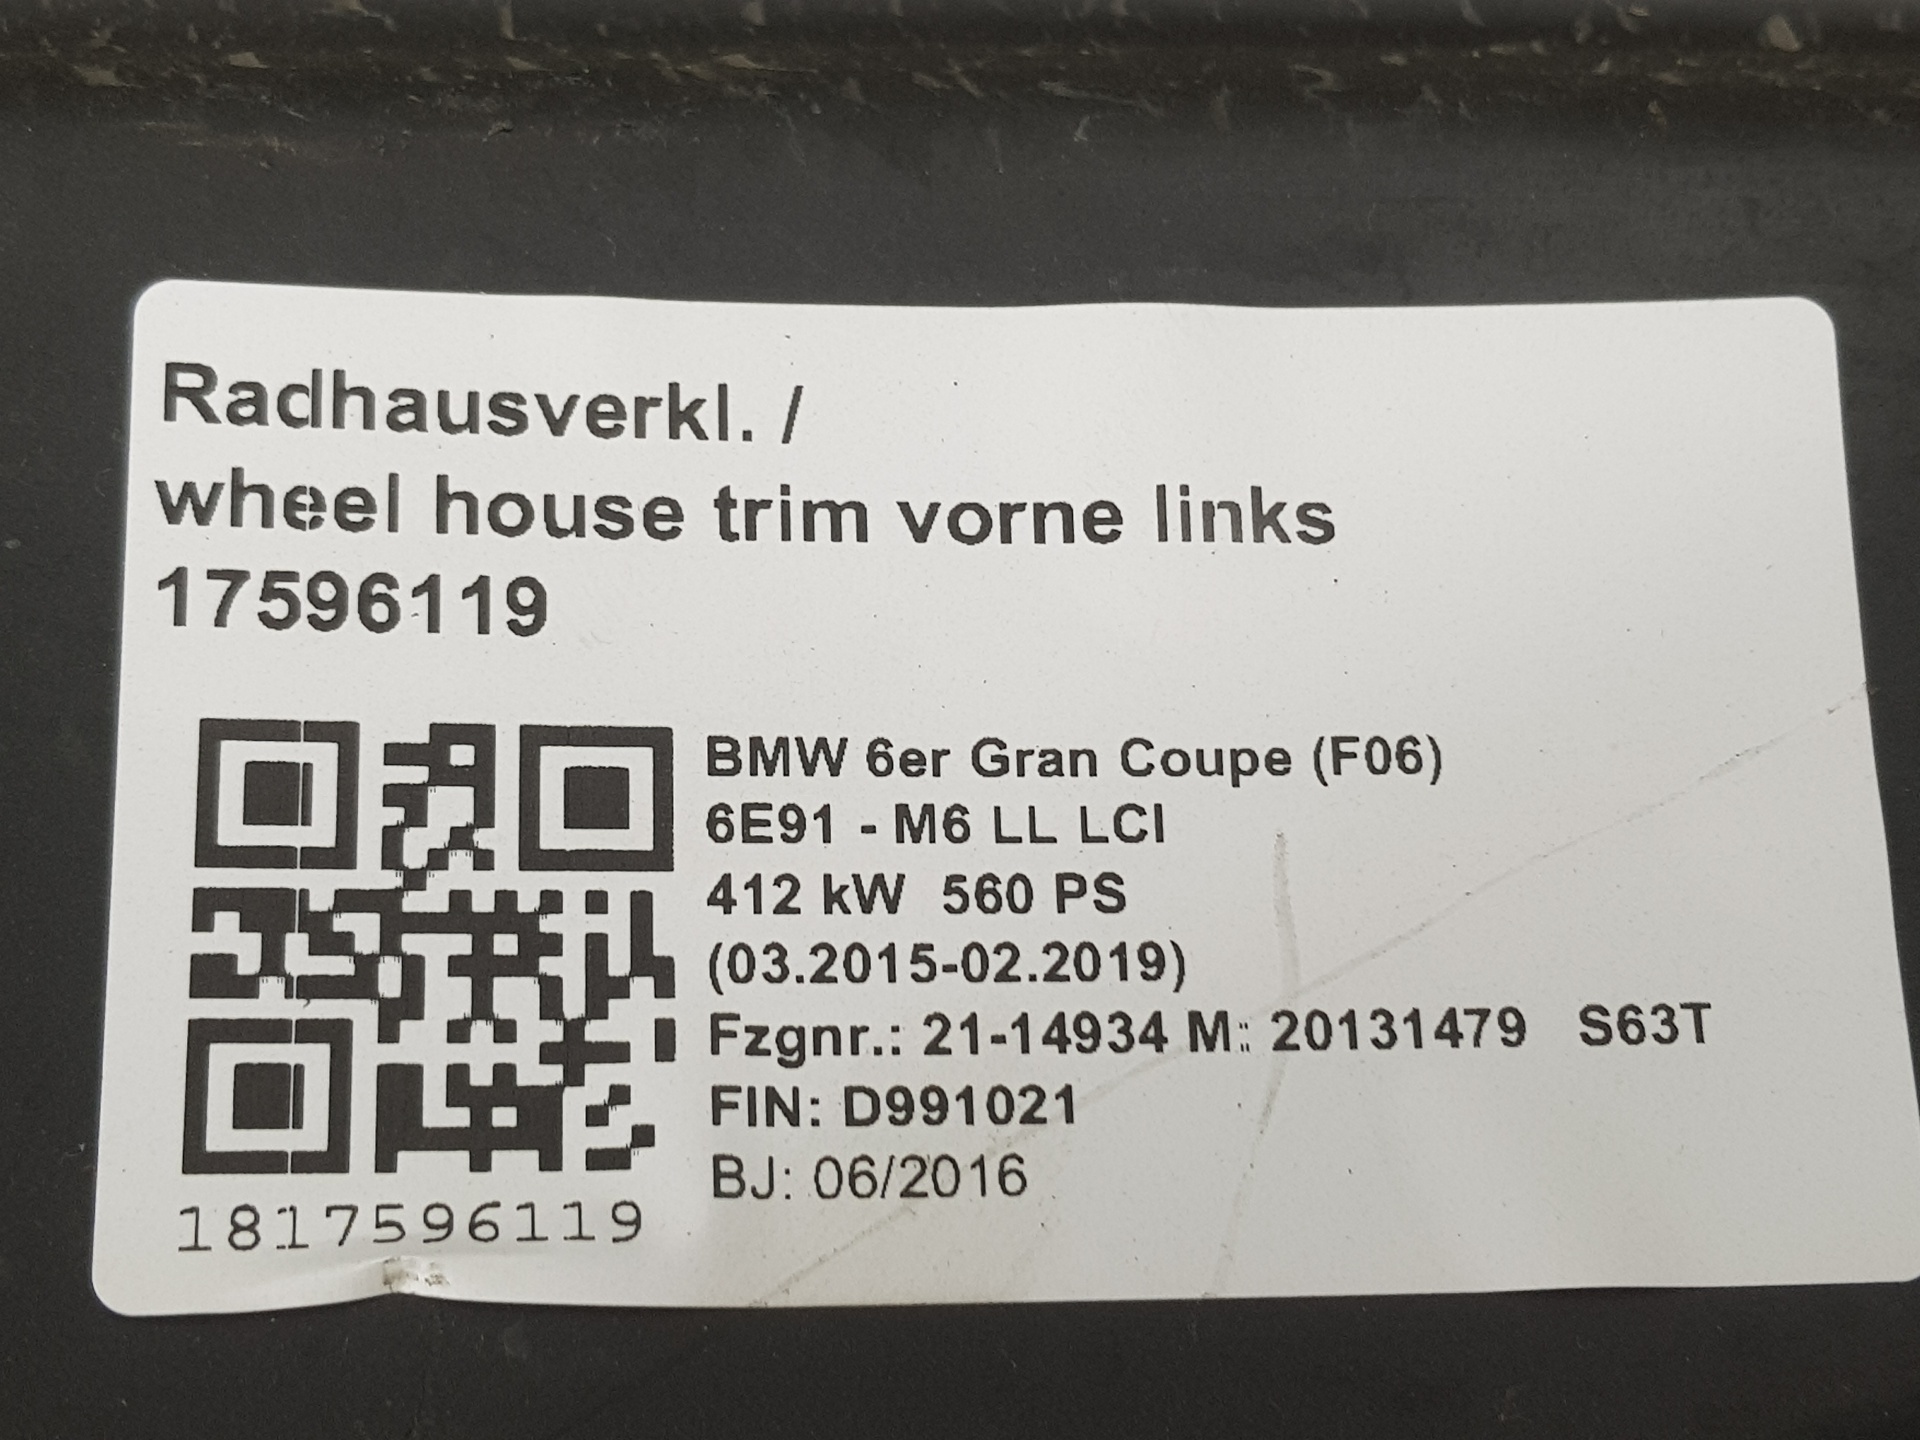 Radhausverkl. /
wheel house trim vorne links
17596119
BMW 6er Gran Coupe (F06)
6E91 - M6 LL LCI
412 kW 560 PS
(03.2015-02.2019)
Fzgnr.: 21-14934 M: 20131479 S63T
FIN: D991021
BJ: 06/2016
1817596119